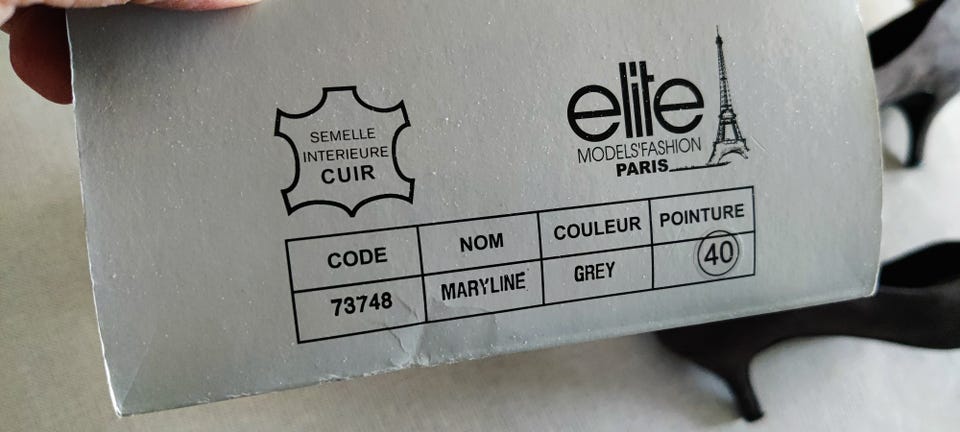 SEMELLE
INTERIEURE
CUIR
elite
MODELS'FASHION
PARIS
CODE NOM COULEUR POINTURE
73748 MARYLINE GREY 40